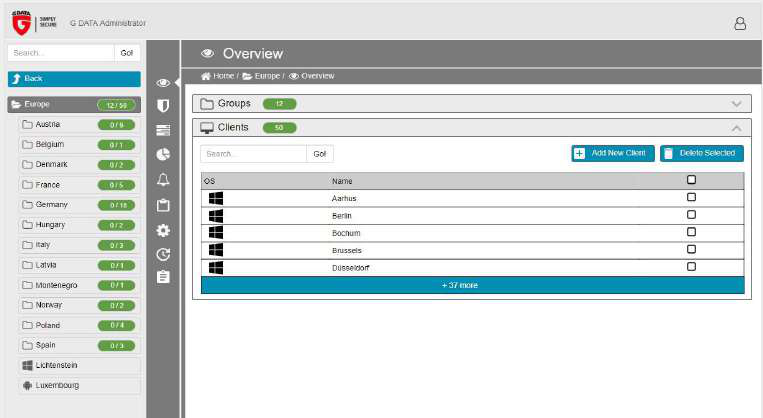 G DATA
SIMPLY
SECURE
G DATA Administrator
Search...
Go!
Back
Europe
12 / 50
Austria
0 / 9
Belgium
0 / 1
Denmark
0 / 2
France
0 / 5
Germany
0 / 18
Hungary
0 / 2
Italy
0 / 3
Latvia
0 / 1
Montenegro
0 / 1
Norway
0 / 2
Poland
0 / 4
Spain
0 / 3
Lichtenstein
Luxembourg
Overview
Home / Europe / Overview
Groups
12
Clients
50
Search...
Go!
Add New Client
Delete Selected
OS
Name
Aarhus
Berlin
Bochum
Brussels
Düsseldorf
+ 37 more